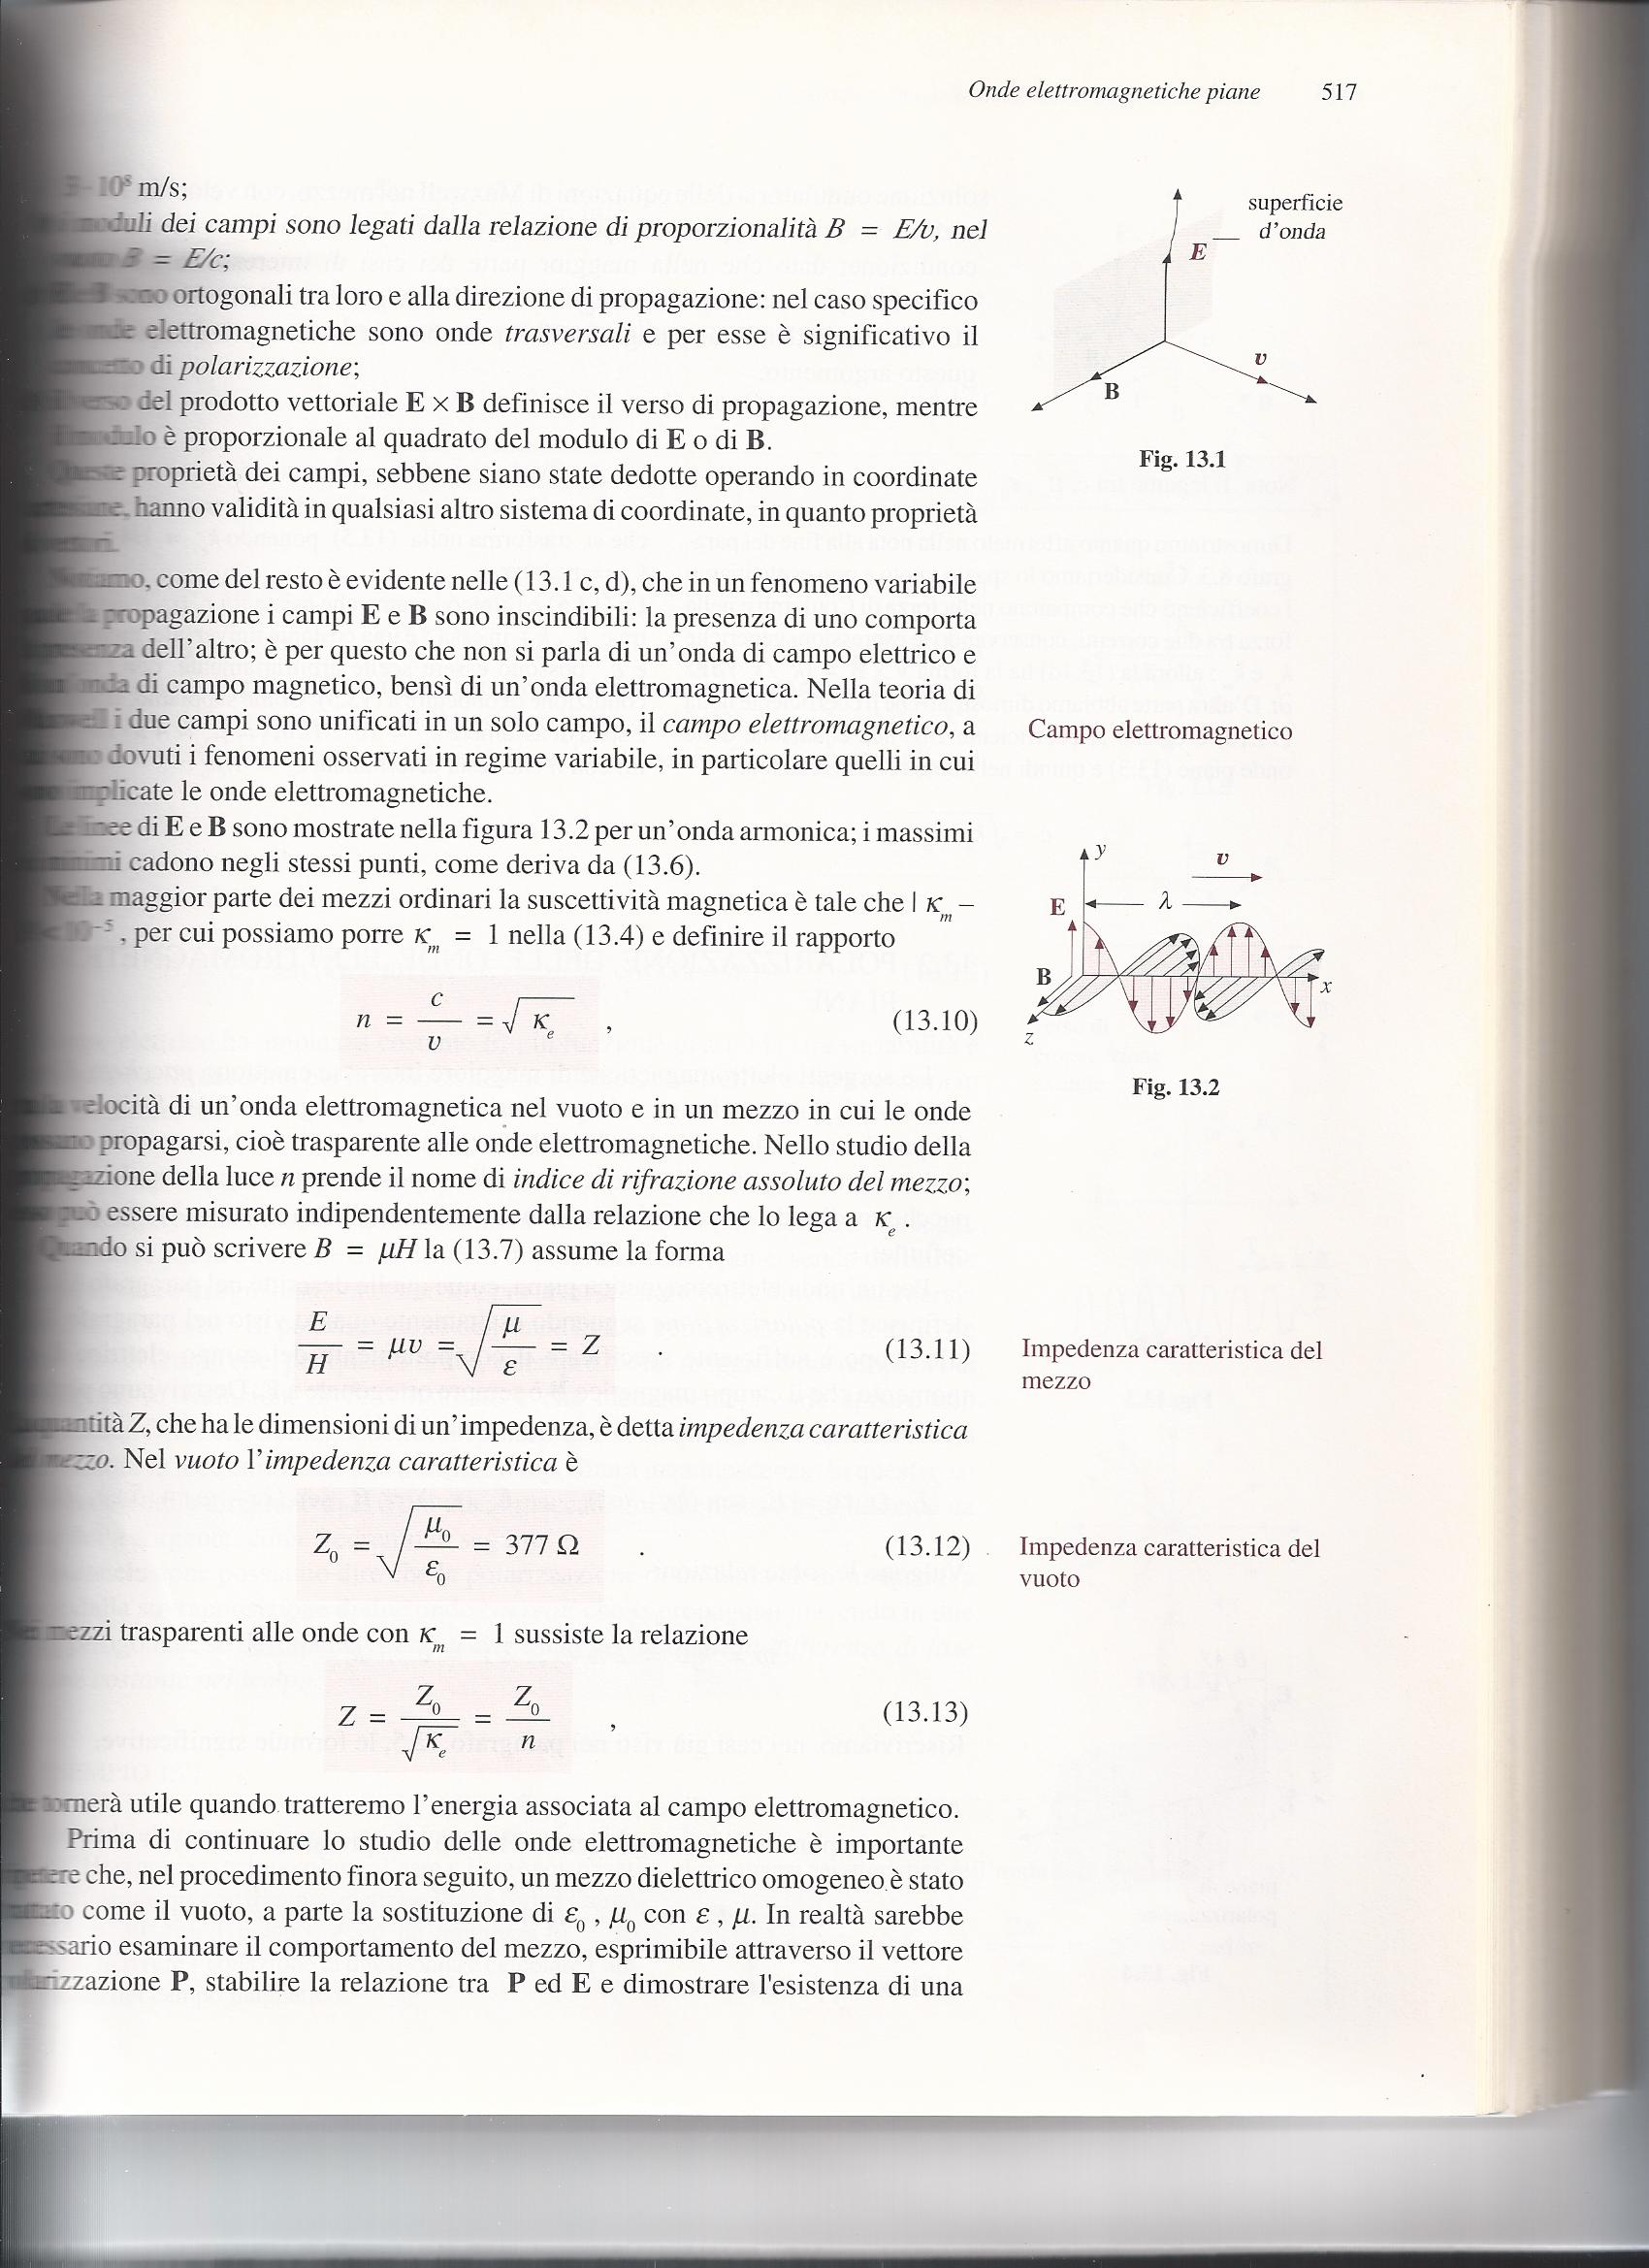 Onde elettromagnetiche piane 517
10⁸ m/s;
moduli dei campi sono legati dalla relazione di proporzionalità B = E/v, nel
B = E/c;
sono ortogonali tra loro e alla direzione di propagazione: nel caso specifico
elettromagnetiche sono onde trasversali e per esse è significativo il
di polarizzazione;
verso del prodotto vettoriale E × B definisce il verso di propagazione, mentre
modulo è proporzionale al quadrato del modulo di E o di B.
Queste proprietà dei campi, sebbene siano state dedotte operando in coordinate
hanno validità in qualsiasi altro sistema di coordinate, in quanto proprietà
come del resto è evidente nelle (13.1 c, d), che in un fenomeno variabile
propagazione i campi E e B sono inscindibili: la presenza di uno comporta
presenza dell'altro; è per questo che non si parla di un'onda di campo elettrico e
onda di campo magnetico, bensì di un'onda elettromagnetica. Nella teoria di
i due campi sono unificati in un solo campo, il campo elettromagnetico, a
dovuti i fenomeni osservati in regime variabile, in particolare quelli in cui
implicate le onde elettromagnetiche.
linee di E e B sono mostrate nella figura 13.2 per un'onda armonica; i massimi
cadono negli stessi punti, come deriva da (13.6).
Nella maggior parte dei mezzi ordinari la suscettività magnetica è tale che | κm –
10⁻⁵, per cui possiamo porre κm = 1 nella (13.4) e definire il rapporto
n = c/v = √κe , (13.10)
velocità di un'onda elettromagnetica nel vuoto e in un mezzo in cui le onde
propagarsi, cioè trasparente alle onde elettromagnetiche. Nello studio della
propagazione della luce n prende il nome di indice di rifrazione assoluto del mezzo;
può essere misurato indipendentemente dalla relazione che lo lega a κe .
Quando si può scrivere B = μH la (13.7) assume la forma
E/H = μv = √μ/ε = Z . (13.11)
quantità Z, che ha le dimensioni di un'impedenza, è detta impedenza caratteristica
mezzo. Nel vuoto l'impedenza caratteristica è
Z₀ = √μ₀/ε₀ = 377 Ω . (13.12)
mezzi trasparenti alle onde con κm = 1 sussiste la relazione
Z = Z₀/√κe = Z₀/n , (13.13)
tornerà utile quando tratteremo l'energia associata al campo elettromagnetico.
Prima di continuare lo studio delle onde elettromagnetiche è importante
che, nel procedimento finora seguito, un mezzo dielettrico omogeneo è stato
come il vuoto, a parte la sostituzione di ε₀ , μ₀ con ε , μ. In realtà sarebbe
necessario esaminare il comportamento del mezzo, esprimibile attraverso il vettore
polarizzazione P, stabilire la relazione tra P ed E e dimostrare l'esistenza di una
superficie
d'onda
E
v
B
Fig. 13.1
Campo elettromagnetico
y
v
E
λ
B
x
z
Fig. 13.2
Impedenza caratteristica del
mezzo
Impedenza caratteristica del
vuoto